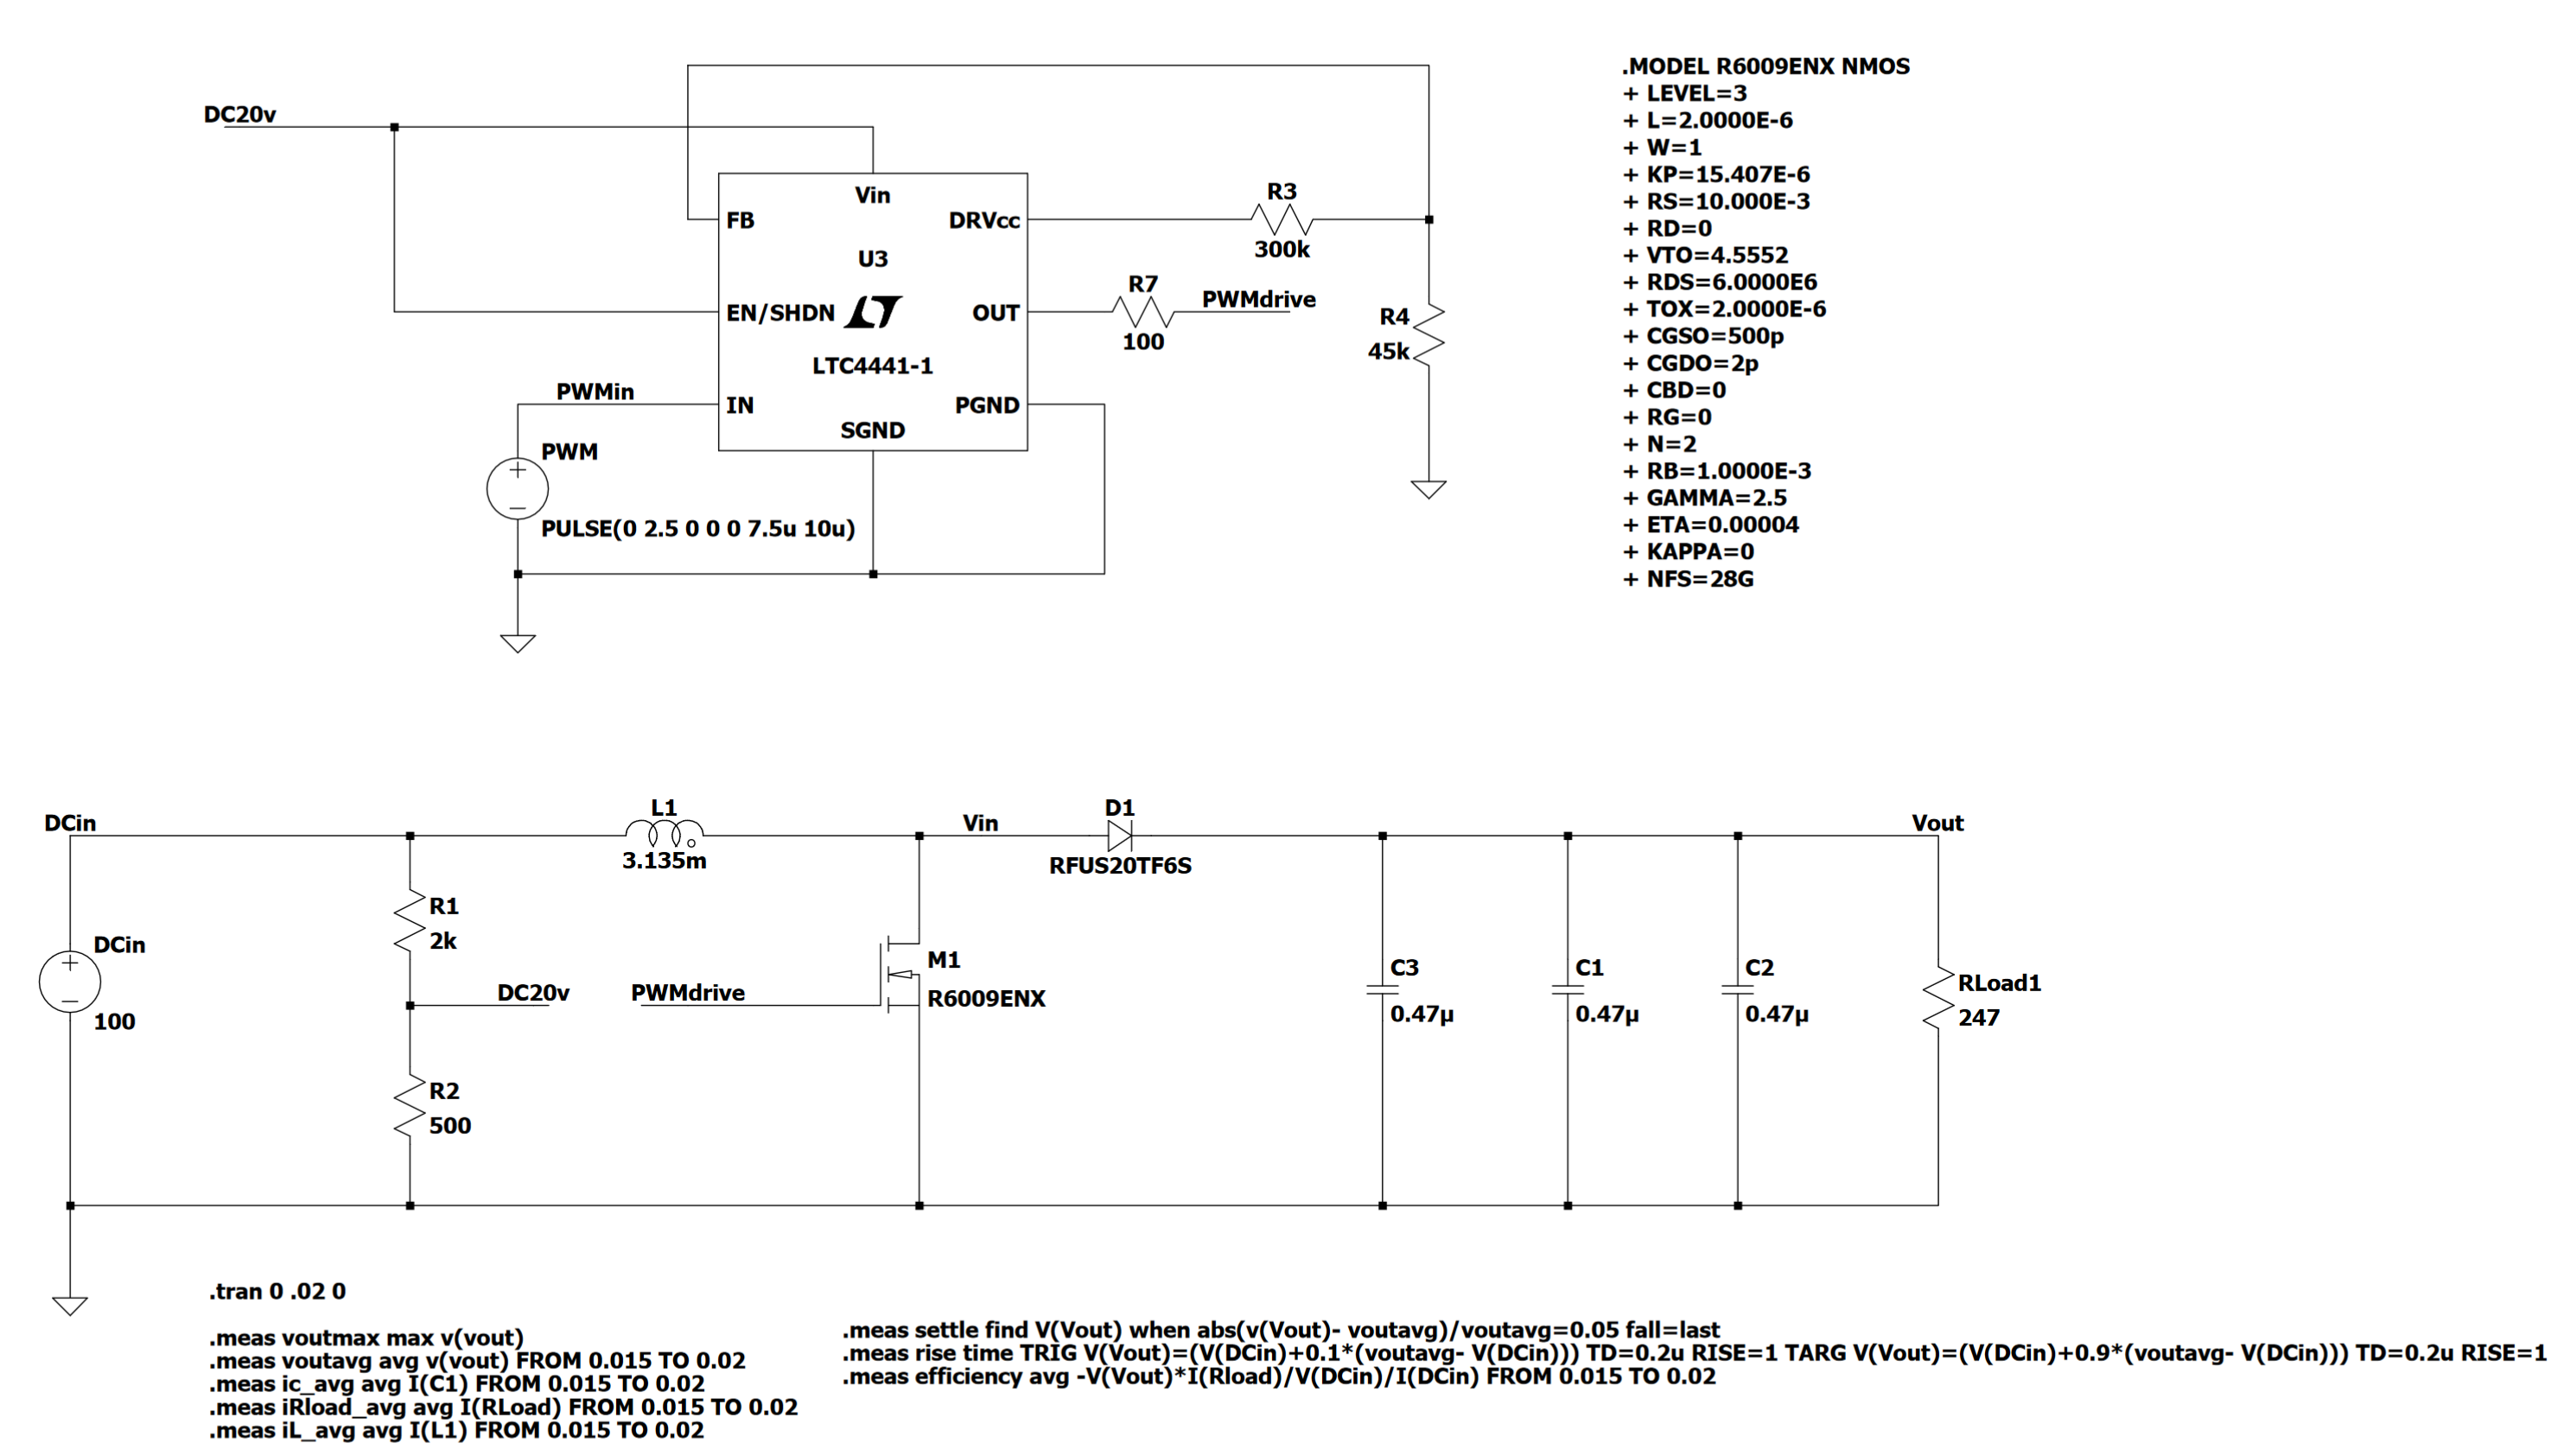 DC20v
Vin
FB
DRVcc
U3
EN/SHDN
OUT
LTC4441-1
IN
PGND
SGND
R3
300k
R7
100
PWMdrive
R4
45k
PWMin
PWM
PULSE(0 2.5 0 0 0 7.5u 10u)
.MODEL R6009ENX NMOS
+ LEVEL=3
+ L=2.0000E-6
+ W=1
+ KP=15.407E-6
+ RS=10.000E-3
+ RD=0
+ VTO=4.5552
+ RDS=6.0000E6
+ TOX=2.0000E-6
+ CGSO=500p
+ CGDO=2p
+ CBD=0
+ RG=0
+ N=2
+ RB=1.0000E-3
+ GAMMA=2.5
+ ETA=0.00004
+ KAPPA=0
+ NFS=28G
DCin
L1
3.135m
Vin
D1
RFUS20TF6S
Vout
R1
2k
DCin
100
DC20v
PWMdrive
M1
R6009ENX
C3
0.47µ
C1
0.47µ
C2
0.47µ
RLoad1
247
R2
500
.tran 0 .02 0
.meas voutmax max v(vout)
.meas voutavg avg v(vout) FROM 0.015 TO 0.02
.meas ic_avg avg I(C1) FROM 0.015 TO 0.02
.meas iRload_avg avg I(RLoad) FROM 0.015 TO 0.02
.meas iL_avg avg I(L1) FROM 0.015 TO 0.02
.meas settle find V(Vout) when abs(v(Vout)- voutavg)/voutavg=0.05 fall=last
.meas rise time TRIG V(Vout)=(V(DCin)+0.1*(voutavg- V(DCin))) TD=0.2u RISE=1 TARG V(Vout)=(V(DCin)+0.9*(voutavg- V(DCin))) TD=0.2u RISE=1
.meas efficiency avg -V(Vout)*I(Rload)/V(DCin)/I(DCin) FROM 0.015 TO 0.02